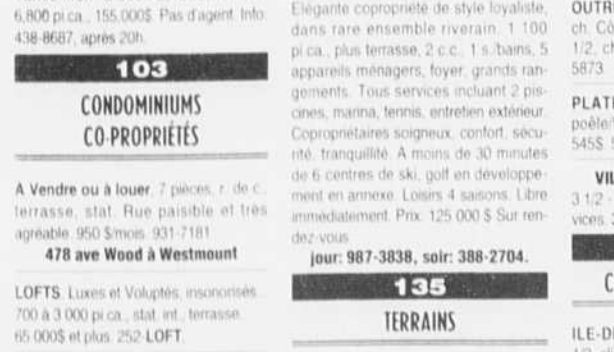 6,800 pi.ca., 155,000$. Pas d'agent. Info:
438-8687, après 20h.
103
CONDOMINIUMS
CO-PROPRIÉTÉS
A Vendre ou à louer, 7 pièces, r. de c.,
terrasse, stat. Rue paisible et très
agréable. 950 $/mois. 931-7181
478 ave Wood à Westmount
LOFTS. Luxes et Voluptés, insonorisés...
700 à 3 000 pi.ca., stat. int., terrasse.
65 000$ et plus. 252-LOFT.
Élégante copropriété de style loyaliste,
dans rare ensemble riverain. 1 100
pi.ca., plus terrasse, 2 c.c., 1 s./bains, 5
appareils ménagers, foyer, grands ran-
gements. Tous services incluant 2 pis-
cines, marina, tennis, entretien extérieur.
Copropriétaires soigneux, confort, sécu-
rité, tranquillité. A moins de 30 minutes
de 6 centres de ski, golf en développe-
ment en annexe. Loisirs 4 saisons. Libre
immédiatement. Prix: 125 000 $ Sur ren-
dez-vous
jour: 987-3838, soir: 388-2704.
135
TERRAINS
OUTR
ch. Cô
1/2, ch
5873
PLAT
poêle/
545$
VIL
3 1/2 -
vices.
C
ILE-D